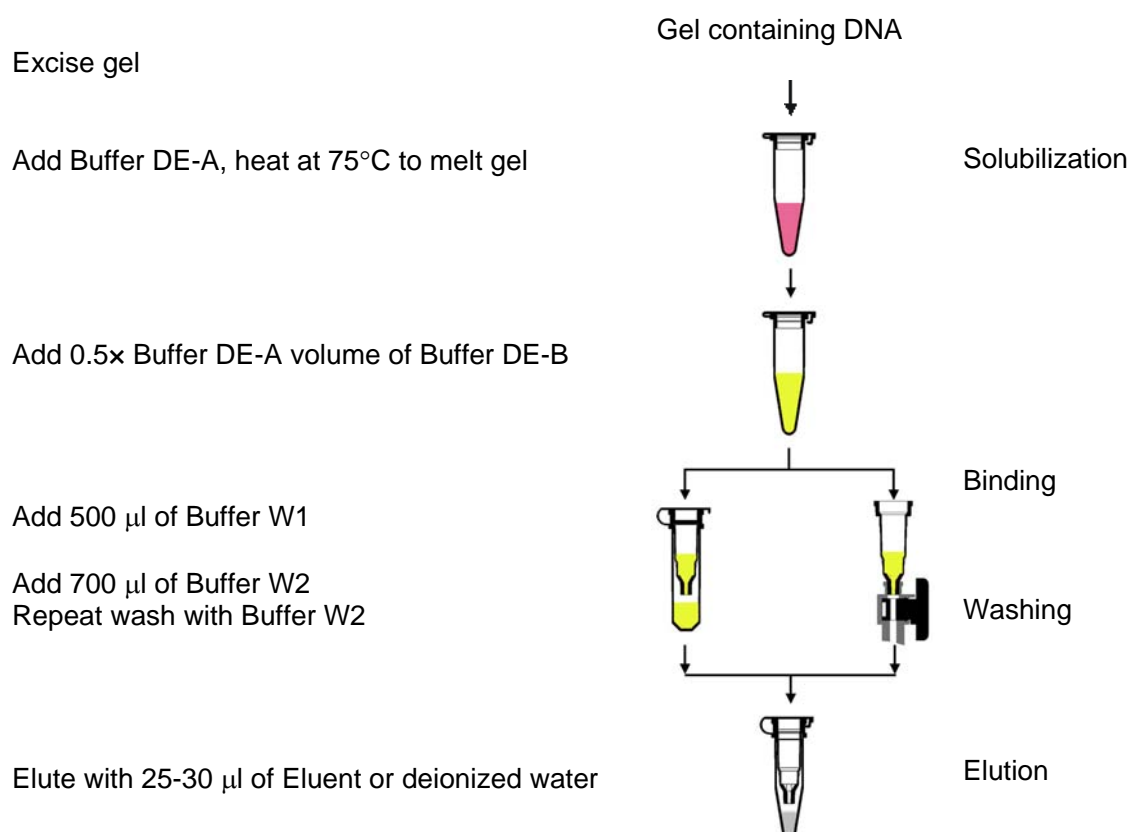 Gel containing DNA
Excise gel
Add Buffer DE-A, heat at 75°C to melt gel
Solubilization
Add 0.5× Buffer DE-A volume of Buffer DE-B
Binding
Add 500 µl of Buffer W1
Add 700 µl of Buffer W2
Repeat wash with Buffer W2
Washing
Elute with 25-30 µl of Eluent or deionized water
Elution